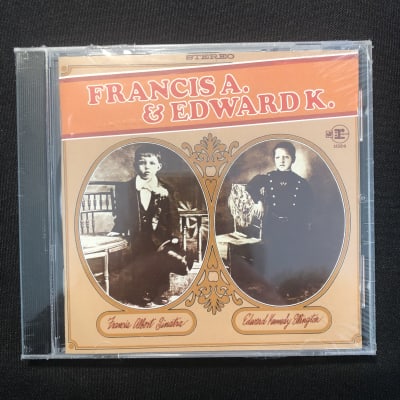 STEREO
FRANCIS A.
& EDWARD K.
Francis Albert Sinatra
Edward Kennedy Ellington